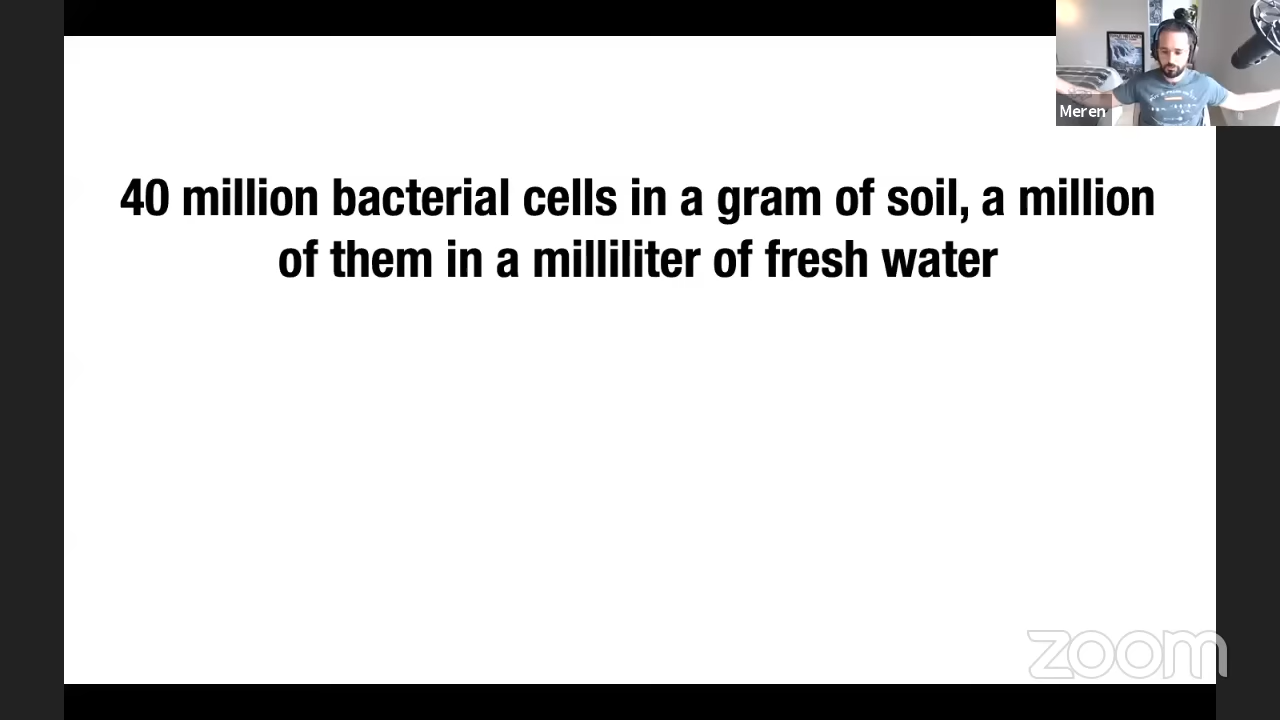 Meren
40 million bacterial cells in a gram of soil, a million
of them in a milliliter of fresh water
zoom